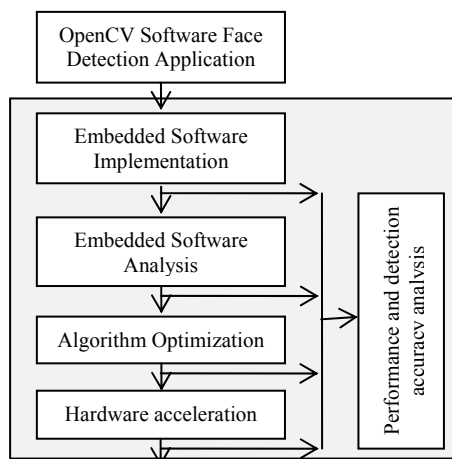 OpenCV Software Face
Detection Application
Embedded Software
Implementation
Embedded Software
Analysis
Algorithm Optimization
Hardware acceleration
Performance and detection
accuracy analysis